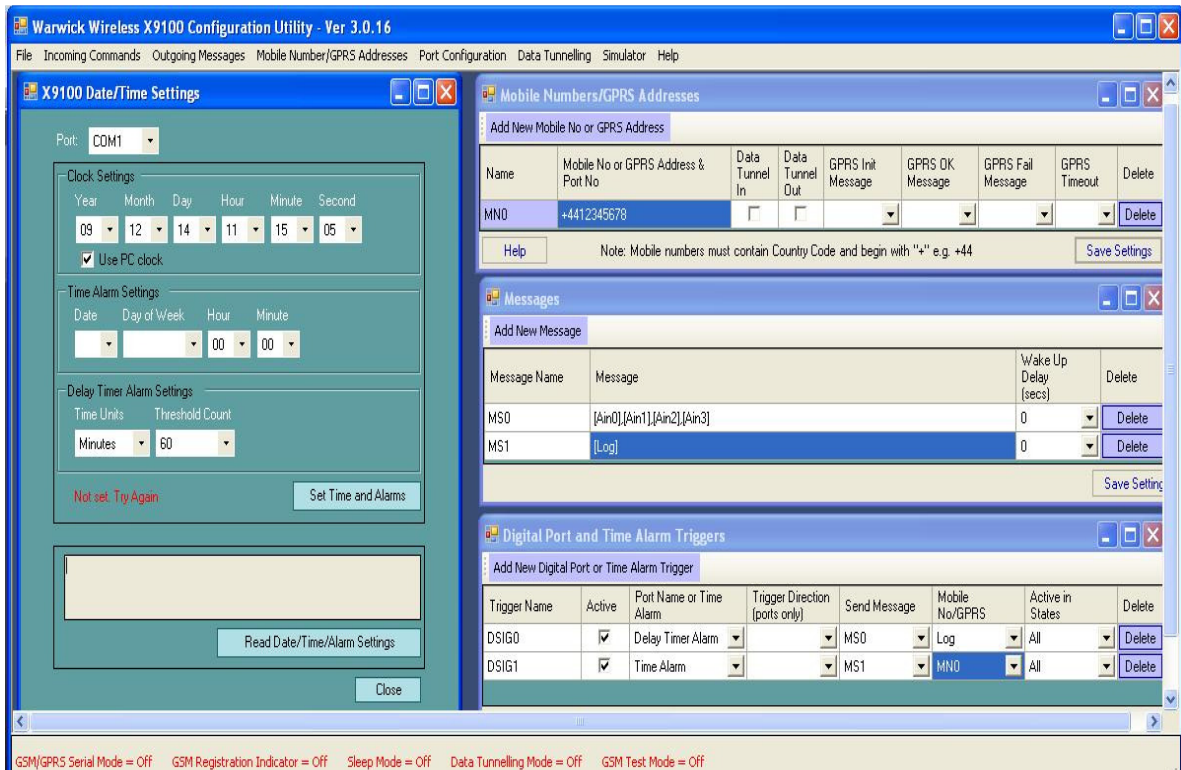 Warwick Wireless X9100 Configuration Utility - Ver 3.0.16
File Incoming Commands Outgoing Messages Mobile Number/GPRS Addresses Port Configuration Data Tunnelling Simulator Help
X9100 Date/Time Settings
Port: COM1
Clock Settings
Year Month Day Hour Minute Second
09 12 14 11 15 05
Use PC clock
Time Alarm Settings
Date Day of Week Hour Minute
00 00
Delay Timer Alarm Settings
Time Units Threshold Count
Minutes 60
Not set. Try Again Set Time and Alarms
Read Date/Time/Alarm Settings
Close
Mobile Numbers/GPRS Addresses
Add New Mobile No or GPRS Address
Name Mobile No or GPRS Address & Port No Data Tunnel In Data Tunnel Out GPRS Init Message GPRS OK Message GPRS Fail Message GPRS Timeout Delete
MN0 +4412345678 Delete
Help Note: Mobile numbers must contain Country Code and begin with "+" e.g. +44 Save Settings
Messages
Add New Message
Message Name Message Wake Up Delay (secs) Delete
MS0 [Ain0],[Ain1],[Ain2],[Ain3] 0 Delete
MS1 [Log] 0 Delete
Save Setting
Digital Port and Time Alarm Triggers
Add New Digital Port or Time Alarm Trigger
Trigger Name Active Port Name or Time Alarm Trigger Direction (ports only) Send Message Mobile No/GPRS Active in States Delete
DSIG0 Delay Timer Alarm MS0 Log All Delete
DSIG1 Time Alarm MS1 MN0 All Delete
GSM/GPRS Serial Mode = Off GSM Registration Indicator = Off Sleep Mode = Off Data Tunnelling Mode = Off GSM Test Mode = Off